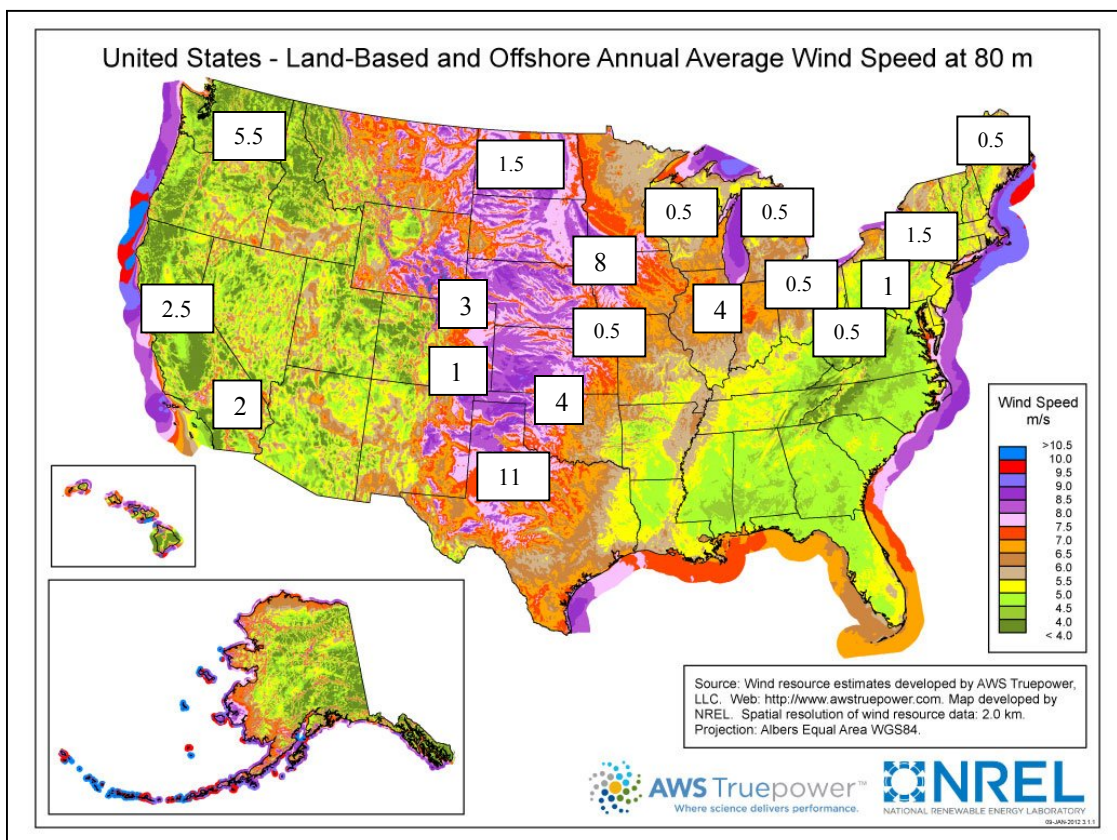 United States - Land-Based and Offshore Annual Average Wind Speed at 80 m
5.5
1.5
0.5
0.5
0.5
1.5
8
0.5
1
2.5
3
4
0.5
0.5
1
2
4
11
Wind Speed
m/s
>10.5
10.0
9.5
9.0
8.5
8.0
7.5
7.0
6.5
6.0
5.5
5.0
4.5
4.0
< 4.0
Source: Wind resource estimates developed by AWS Truepower,
LLC. Web: http://www.awstruepower.com. Map developed by
NREL. Spatial resolution of wind resource data: 2.0 km.
Projection: Albers Equal Area WGS84.
AWS Truepower™
Where science delivers performance.
NREL
NATIONAL RENEWABLE ENERGY LABORATORY
09-JAN-2012 3.1.1